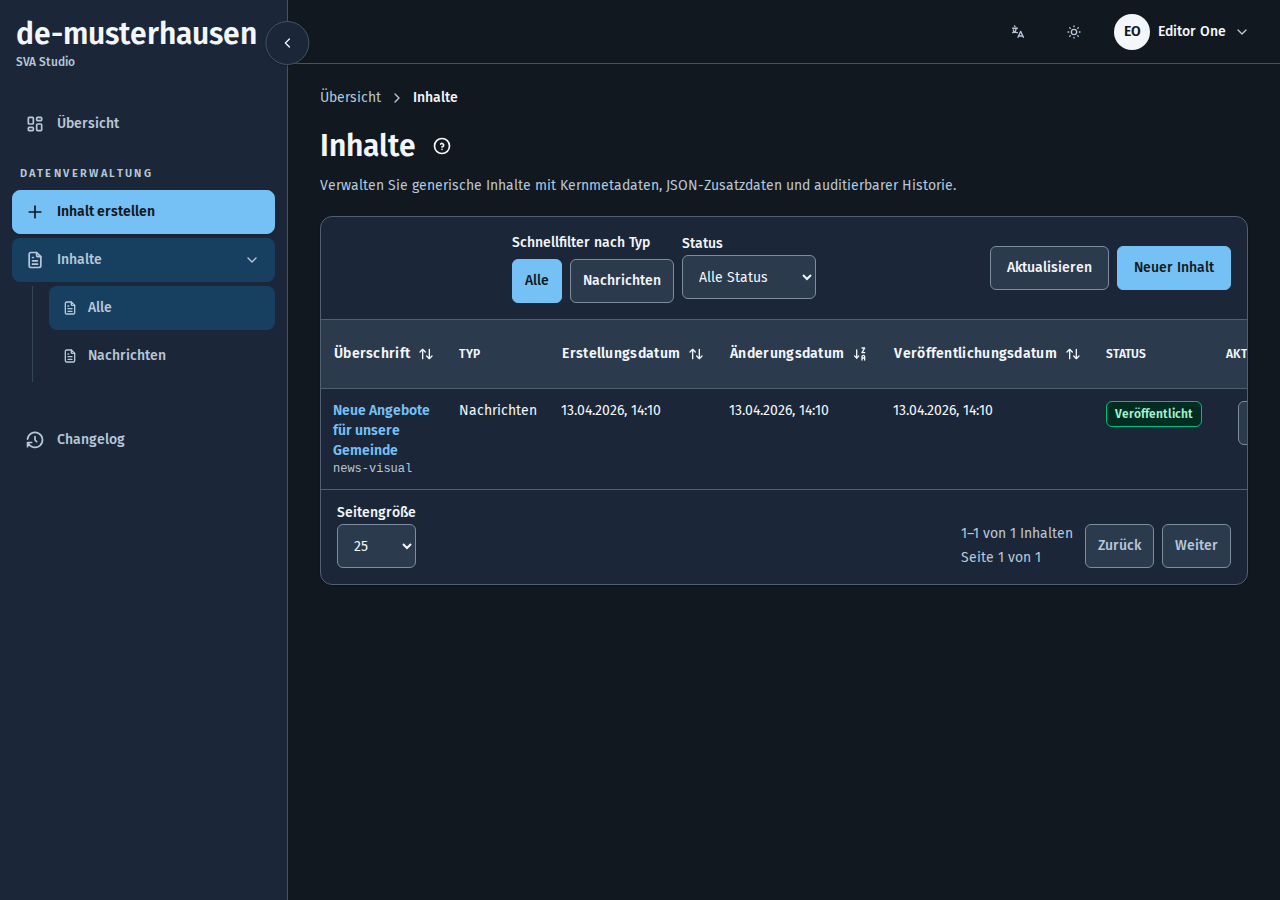 de-musterhausen
SVA Studio
Übersicht
DATENVERWALTUNG
Inhalt erstellen
Inhalte
Alle
Nachrichten
Changelog
EO Editor One
Übersicht > Inhalte
Inhalte
Verwalten Sie generische Inhalte mit Kernmetadaten, JSON-Zusatzdaten und auditierbarer Historie.
Schnellfilter nach Typ Status
Alle Nachrichten Alle Status Aktualisieren Neuer Inhalt
Überschrift TYP Erstellungsdatum Änderungsdatum Veröffentlichungsdatum STATUS AKT
Neue Angebote Nachrichten 13.04.2026, 14:10 13.04.2026, 14:10 13.04.2026, 14:10 Veröffentlicht
für unsere
Gemeinde
news-visual
Seitengröße
25
1–1 von 1 Inhalten
Seite 1 von 1
Zurück Weiter